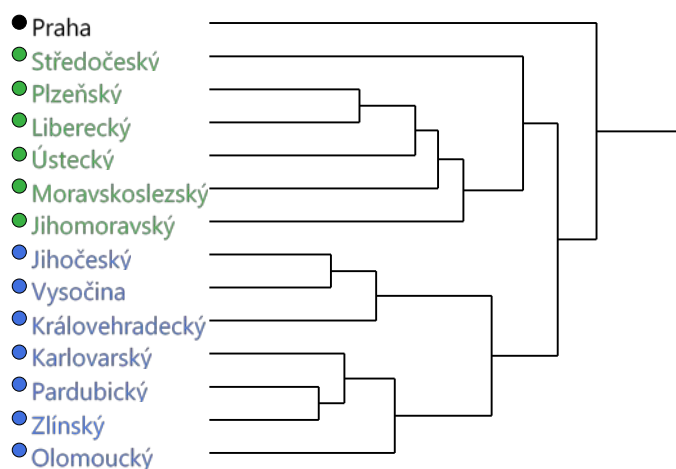 Praha
Středočeský
Plzeňský
Liberecký
Ústecký
Moravskoslezský
Jihomoravský
Jihočeský
Vysočina
Královehradecký
Karlovarský
Pardubický
Zlínský
Olomoucký